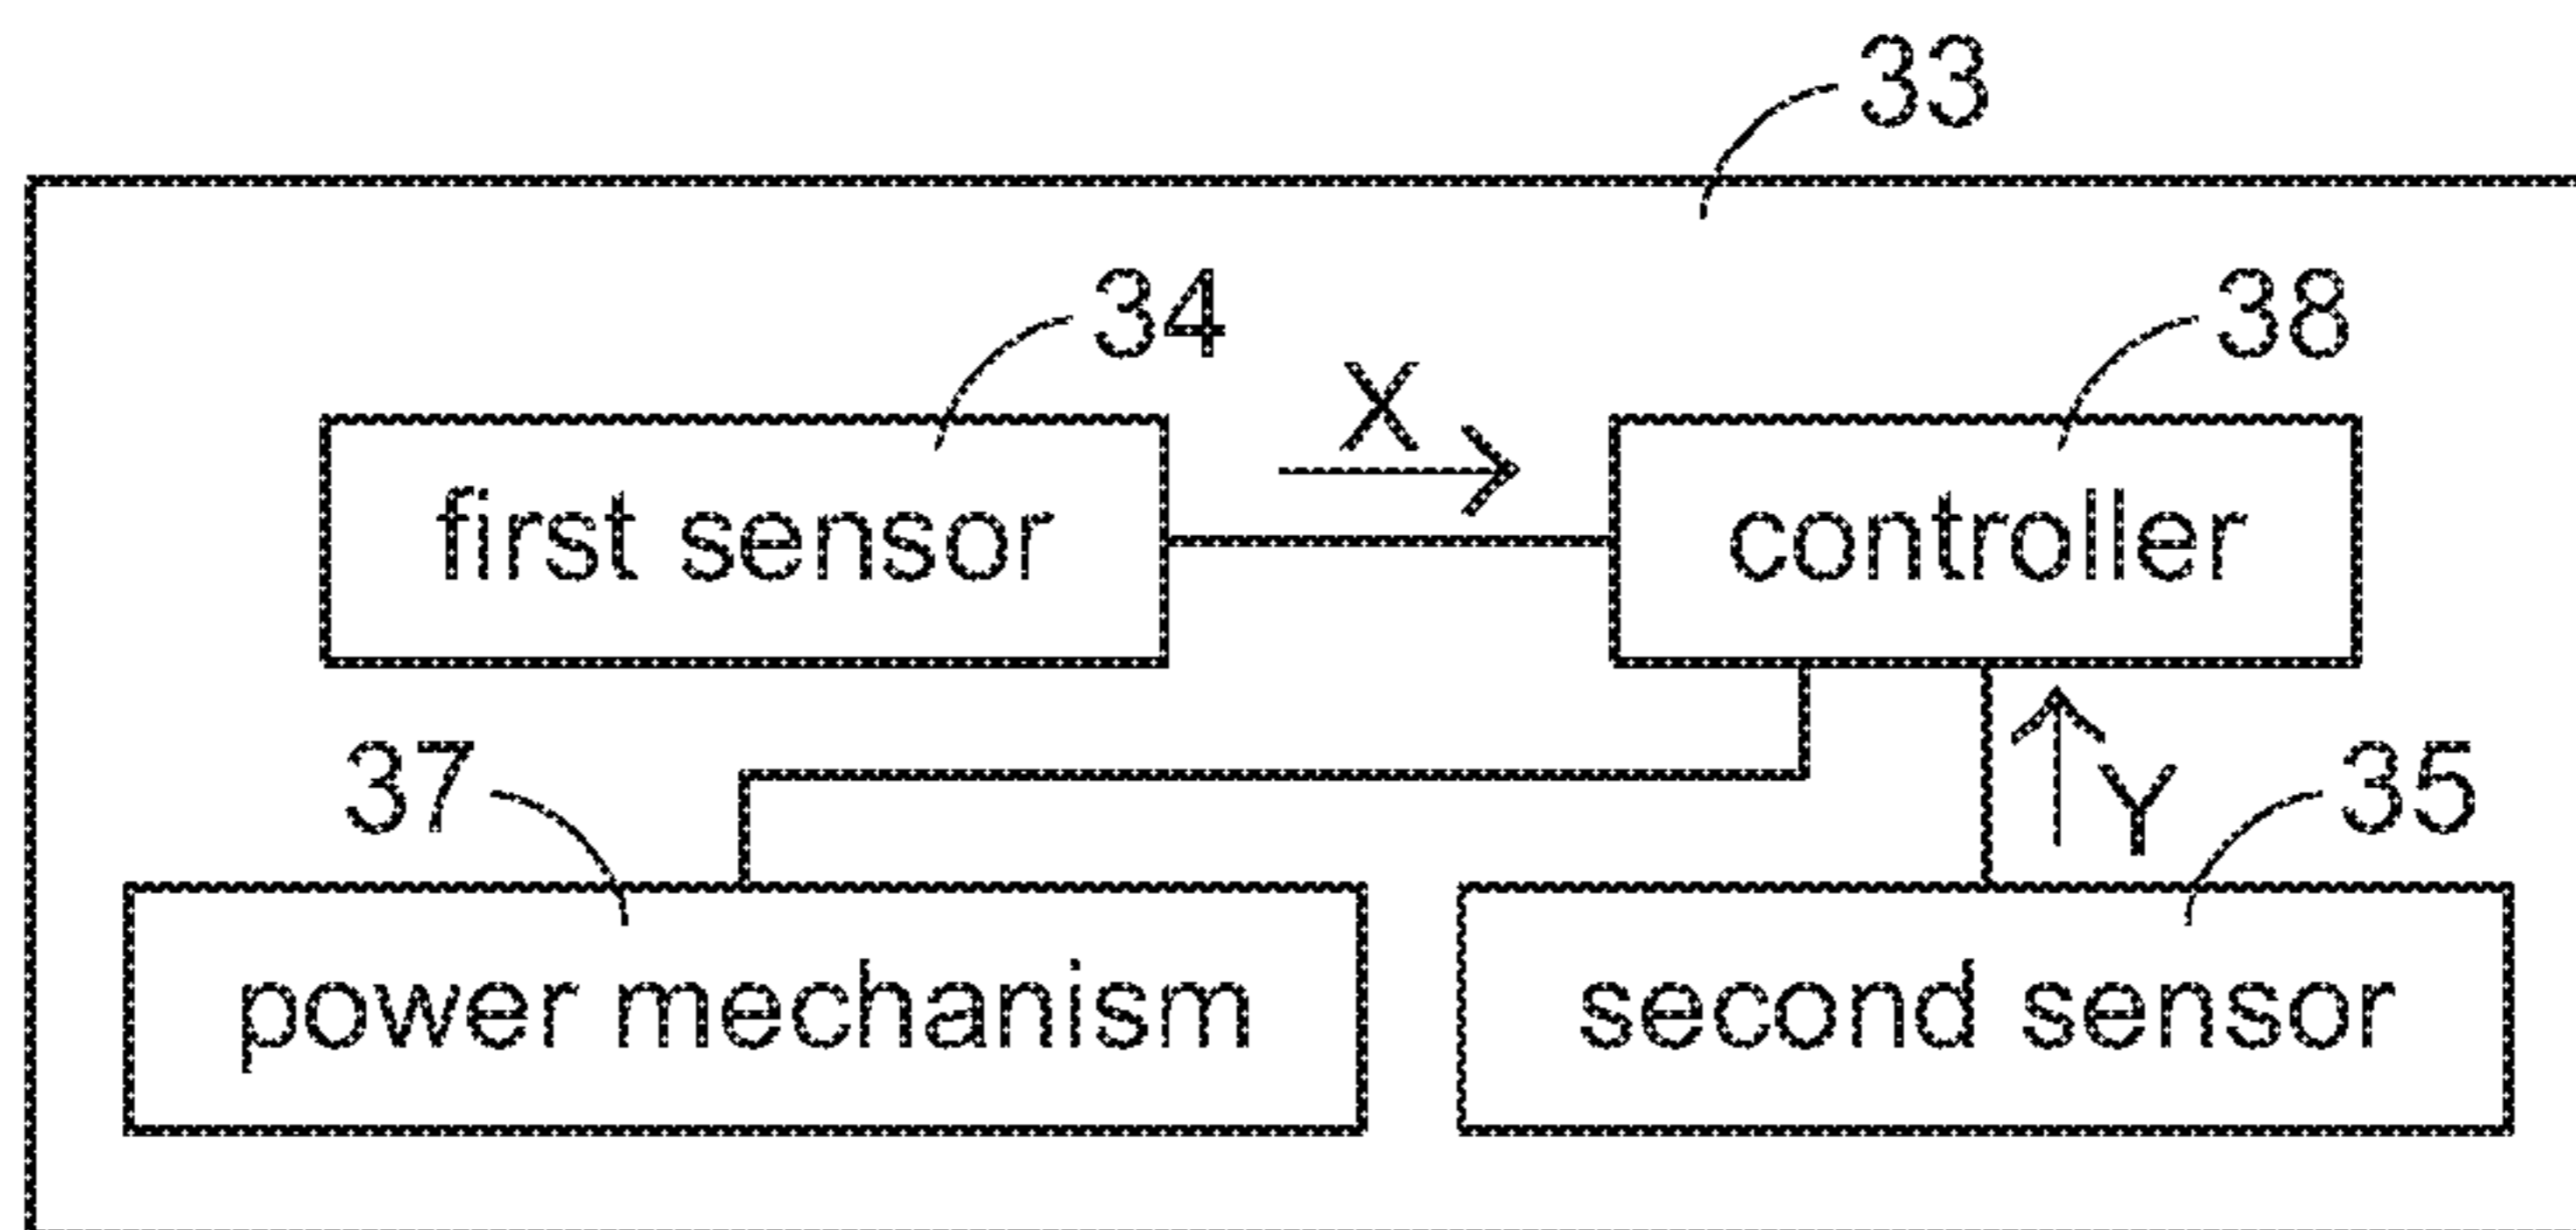 33
34
38
X
first sensor
controller
37
Y
35
power mechanism
second sensor